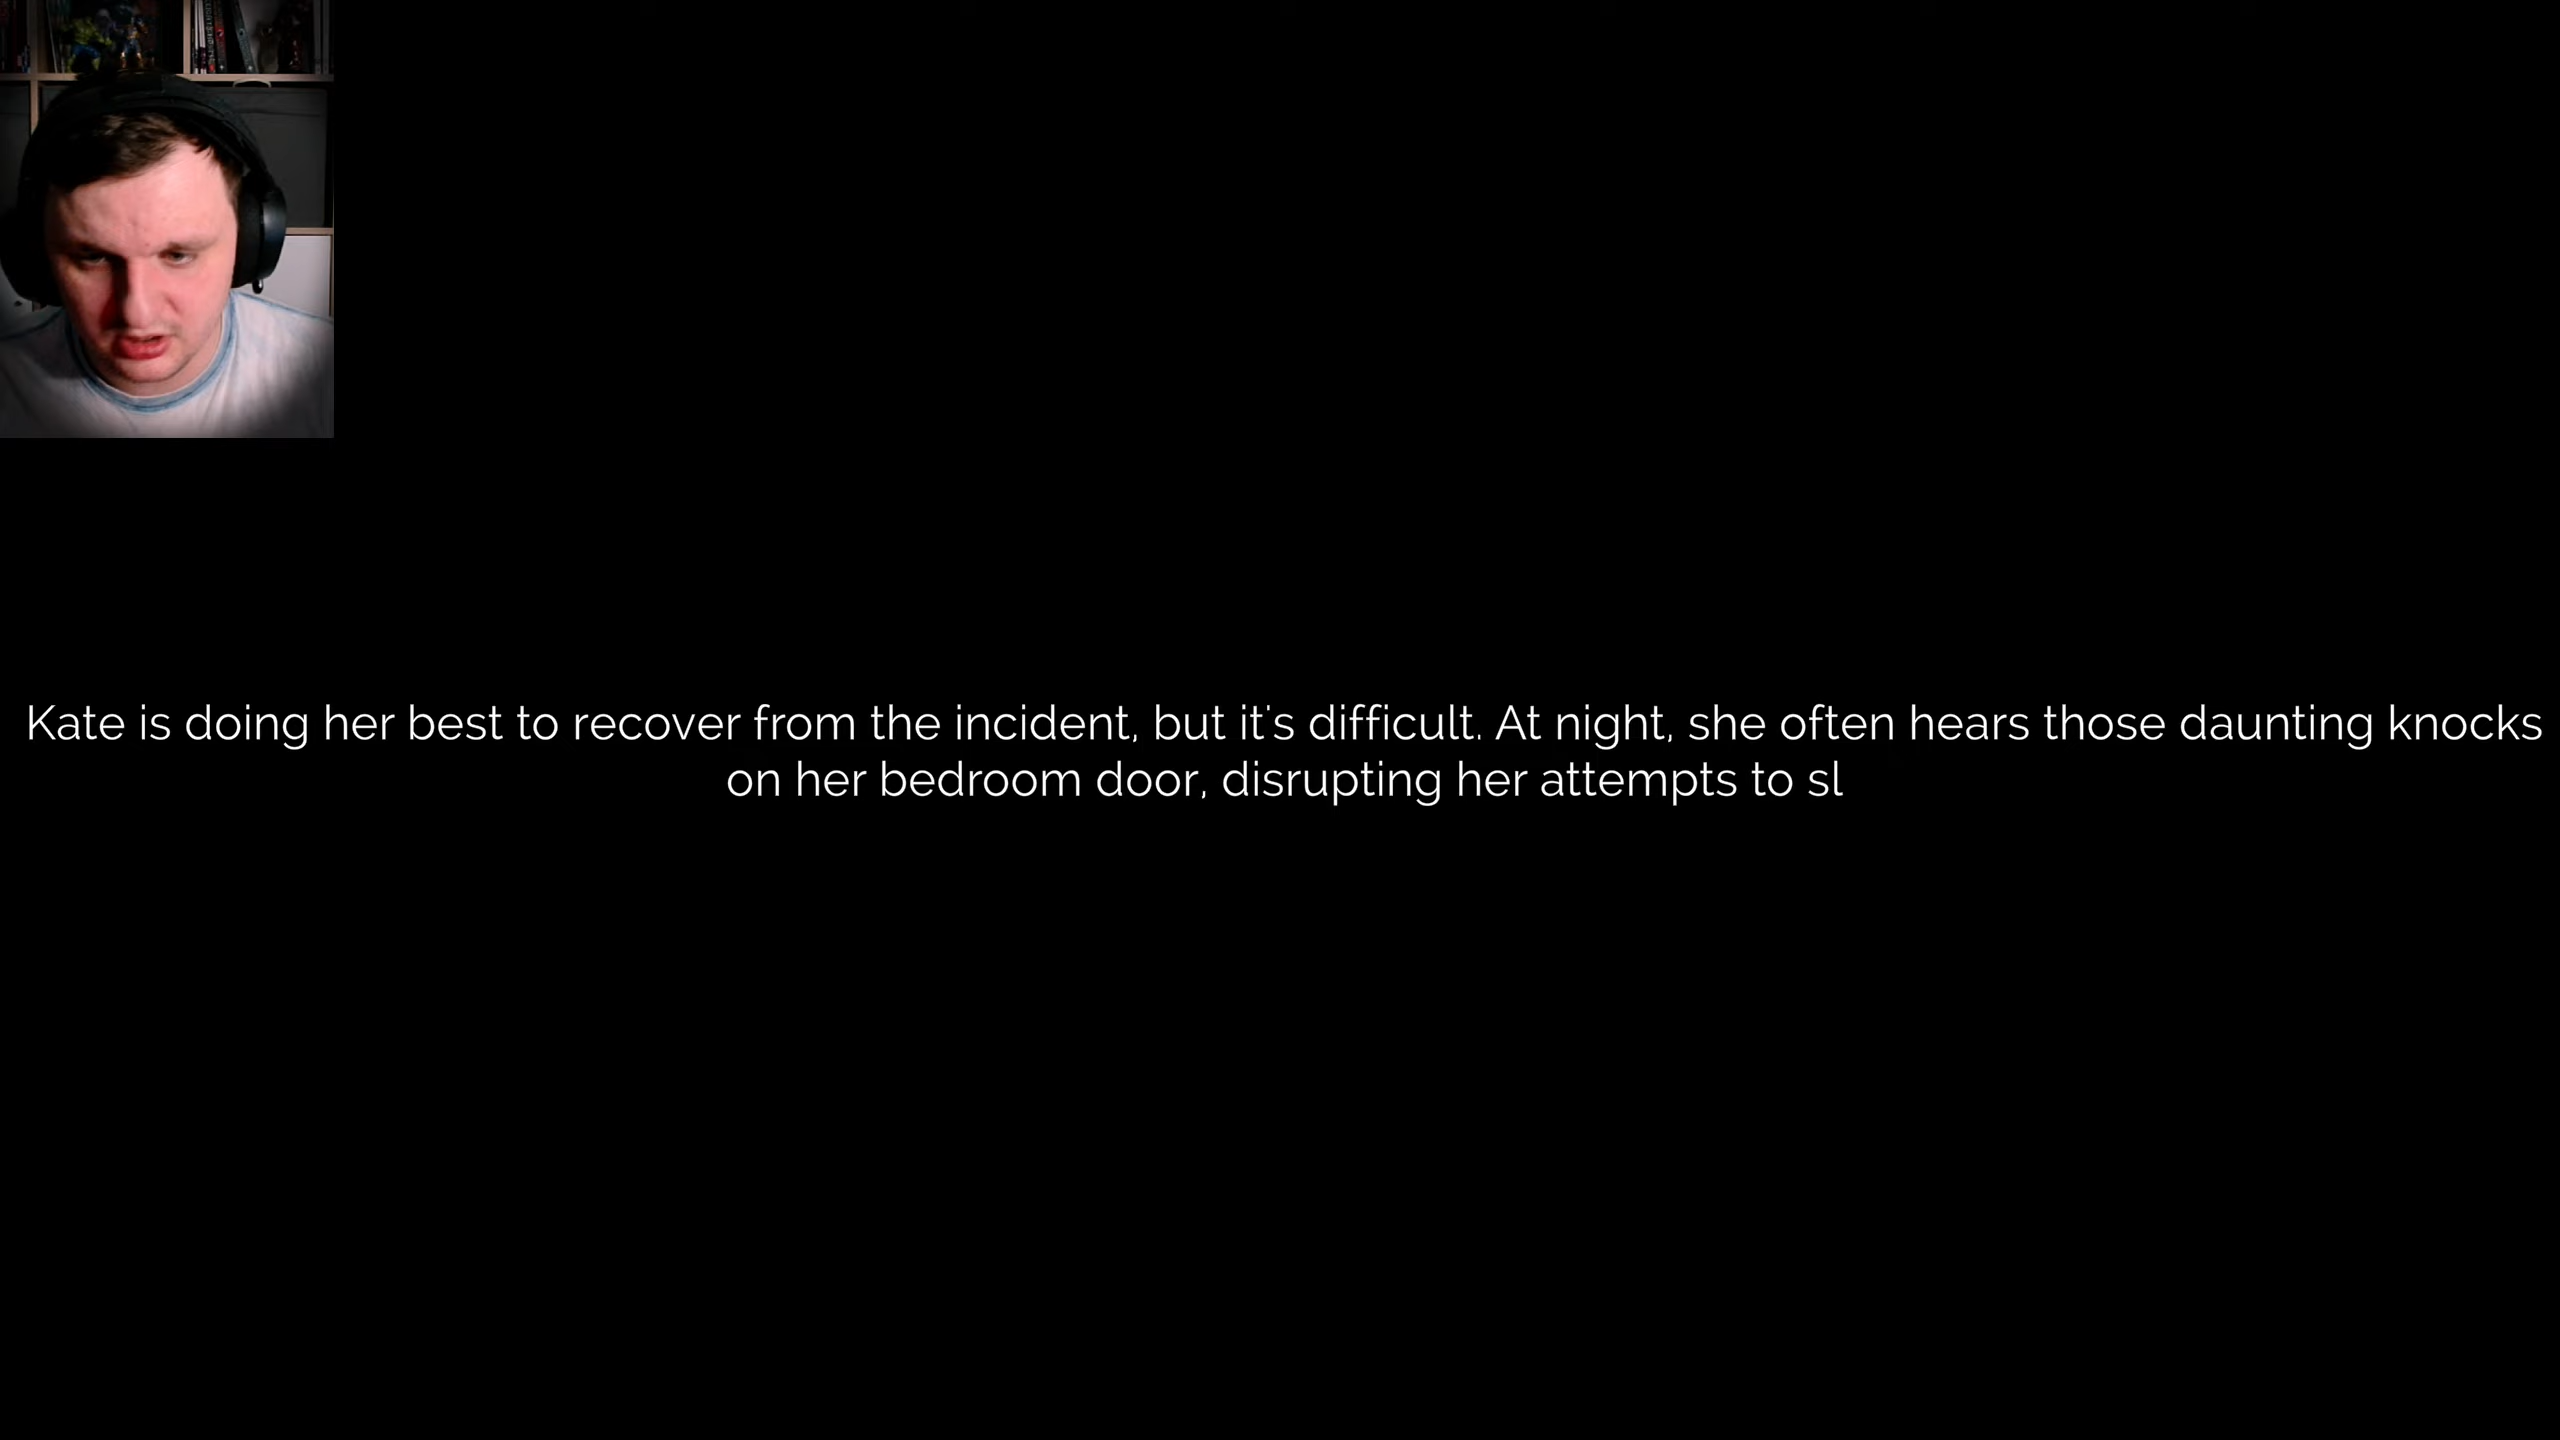 Kate is doing her best to recover from the incident, but it's difficult. At night, she often hears those daunting knocks
on her bedroom door, disrupting her attempts to sl